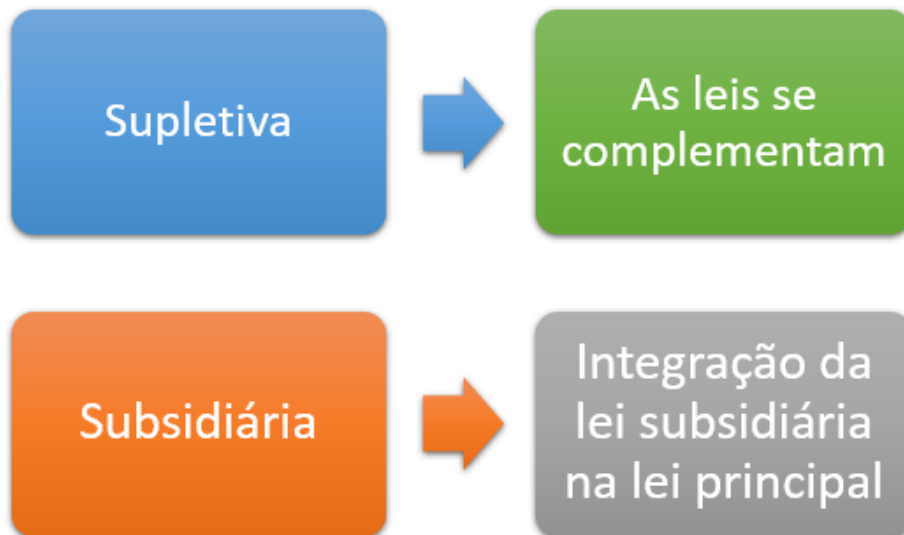 Supletiva
As leis se
complementam
Subsidiária
Integração da
lei subsidiária
na lei principal